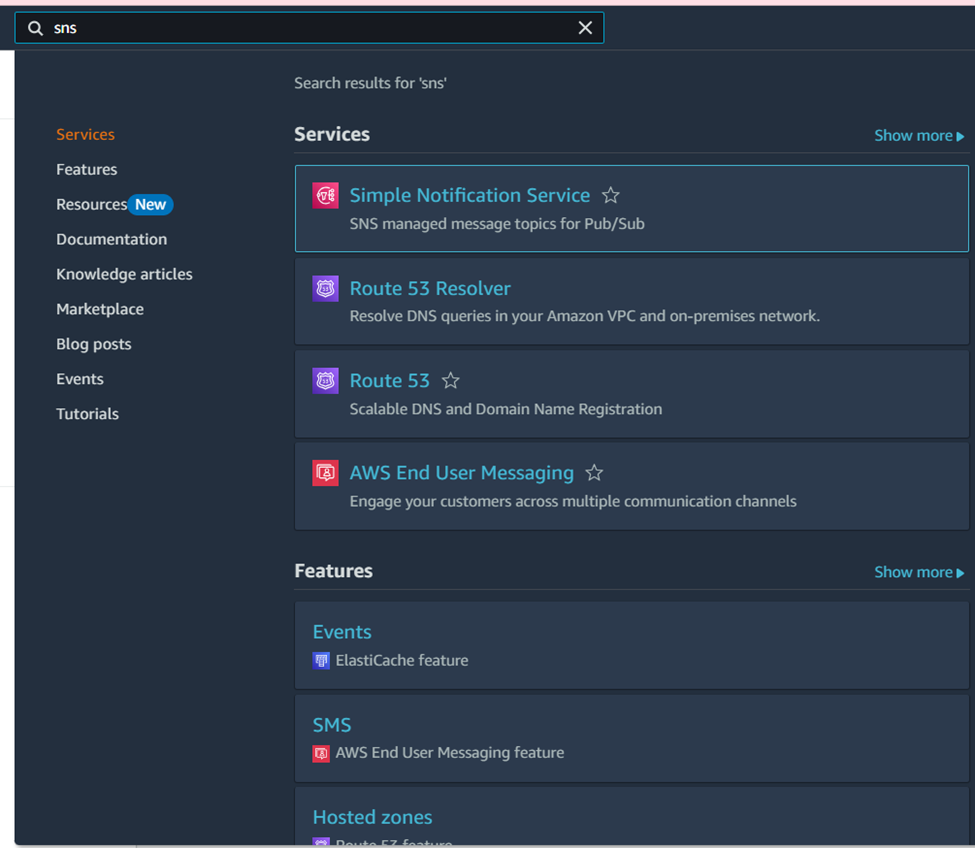 sns
Search results for 'sns'
Services
Features
Resources New
Documentation
Knowledge articles
Marketplace
Blog posts
Events
Tutorials
Services
Show more
Simple Notification Service
SNS managed message topics for Pub/Sub
Route 53 Resolver
Resolve DNS queries in your Amazon VPC and on-premises network.
Route 53
Scalable DNS and Domain Name Registration
AWS End User Messaging
Engage your customers across multiple communication channels
Features
Show more
Events
ElastiCache feature
SMS
AWS End User Messaging feature
Hosted zones
Route 53 feature